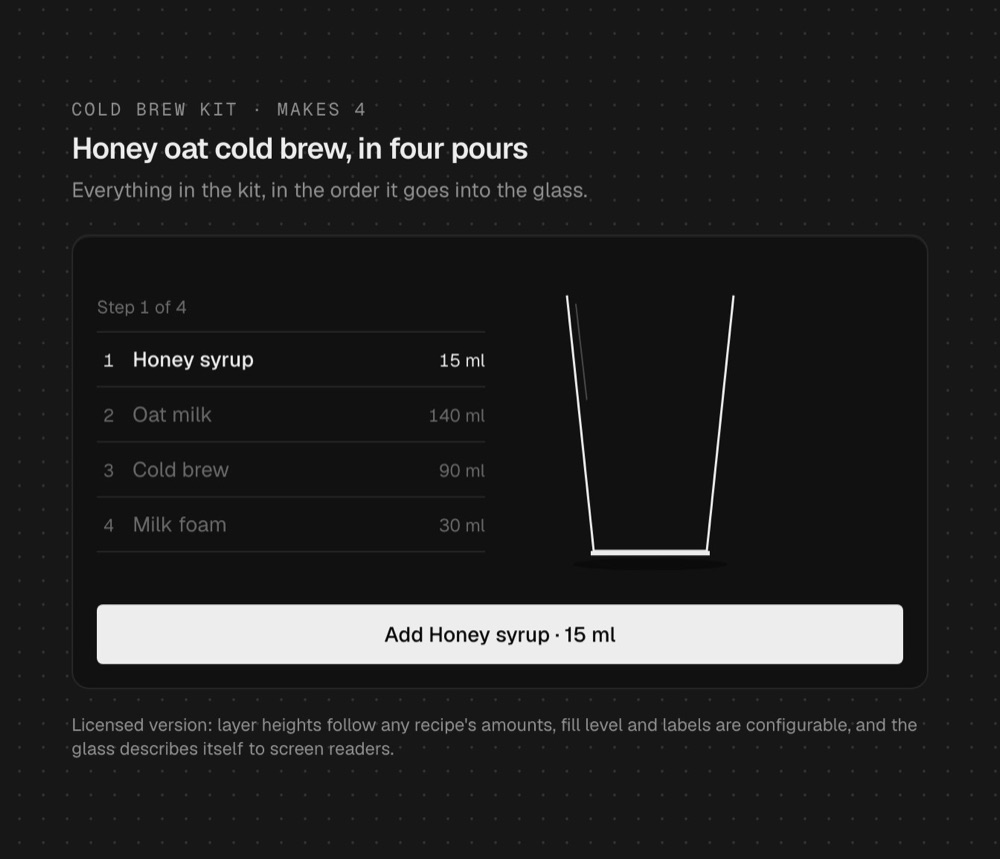 COLD BREW KIT · MAKES 4
Honey oat cold brew, in four pours
Everything in the kit, in the order it goes into the glass.
Step 1 of 4
1 Honey syrup 15 ml
2 Oat milk 140 ml
3 Cold brew 90 ml
4 Milk foam 30 ml
Add Honey syrup · 15 ml
Licensed version: layer heights follow any recipe's amounts, fill level and labels are configurable, and the
glass describes itself to screen readers.